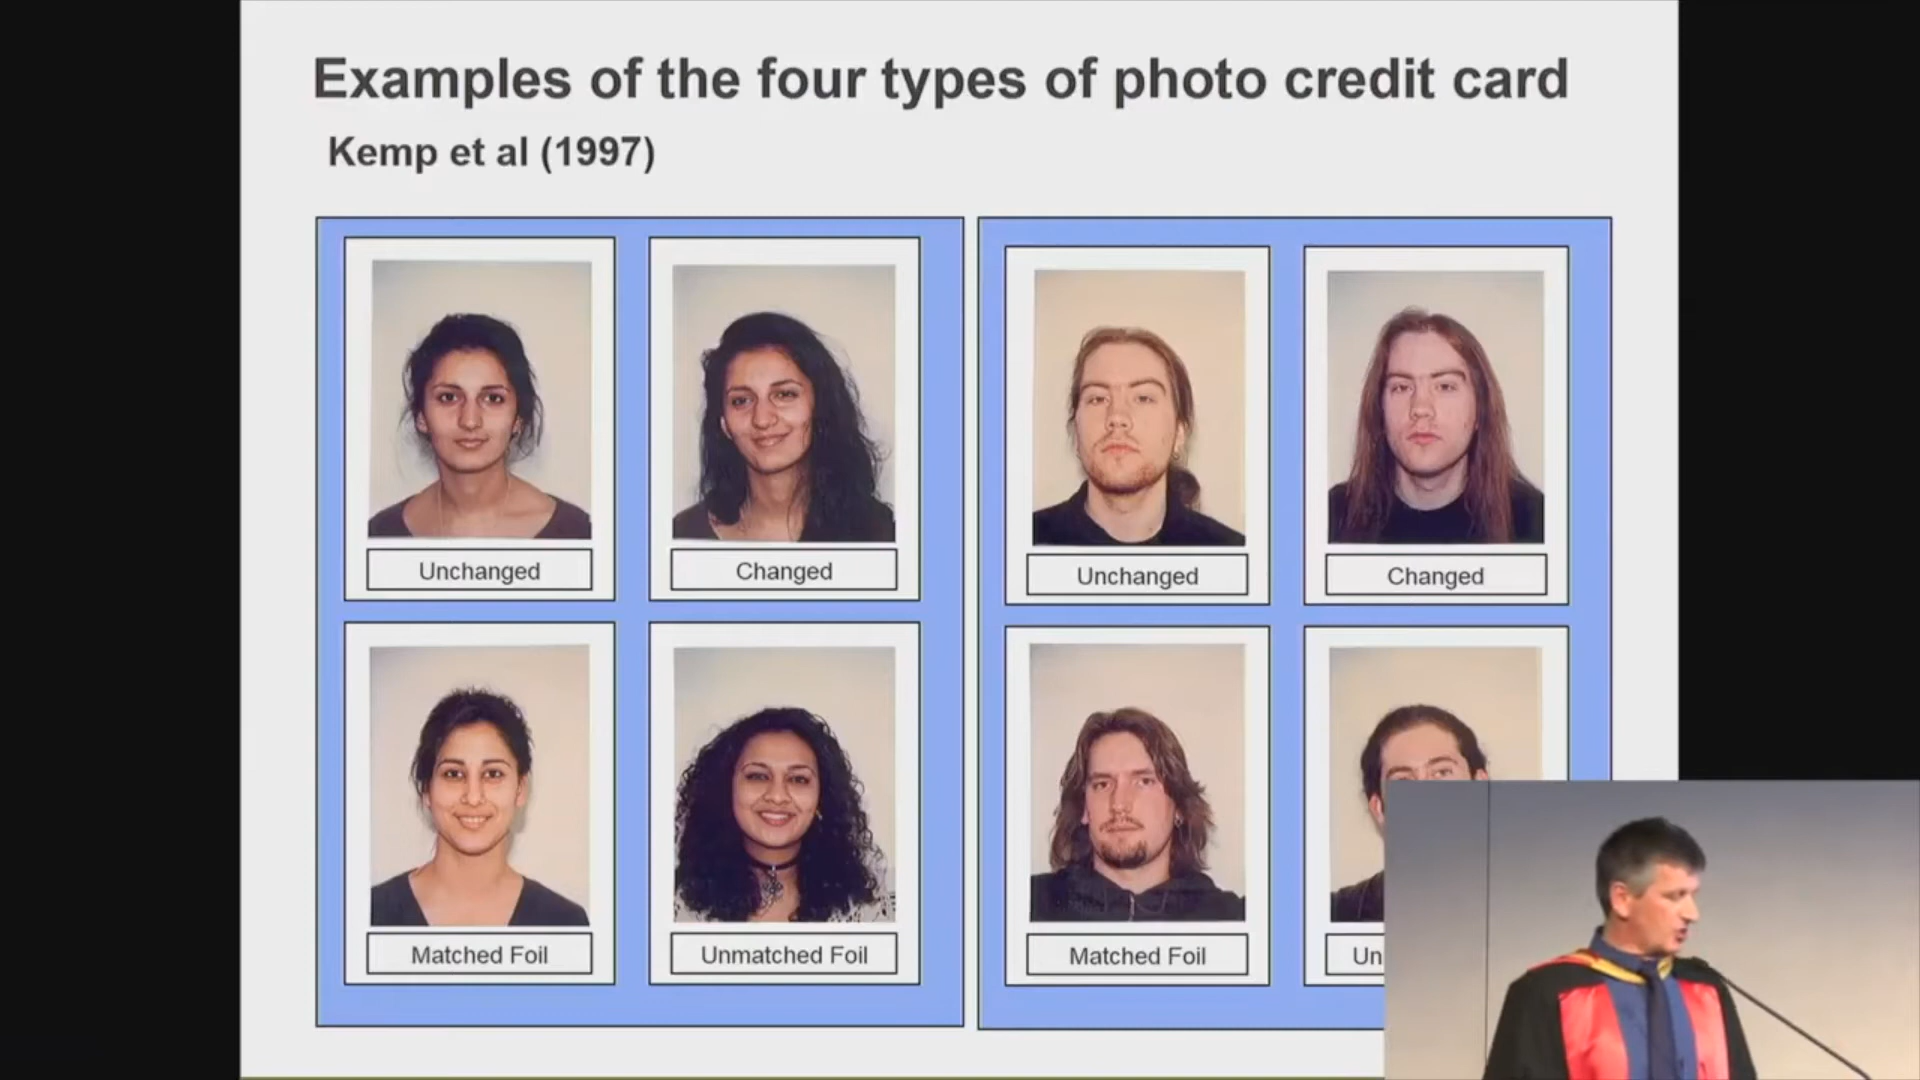 Examples of the four types of photo credit card
Kemp et al (1997)
Unchanged
Changed
Matched Foil
Unmatched Foil
Unchanged
Changed
Matched Foil
Un